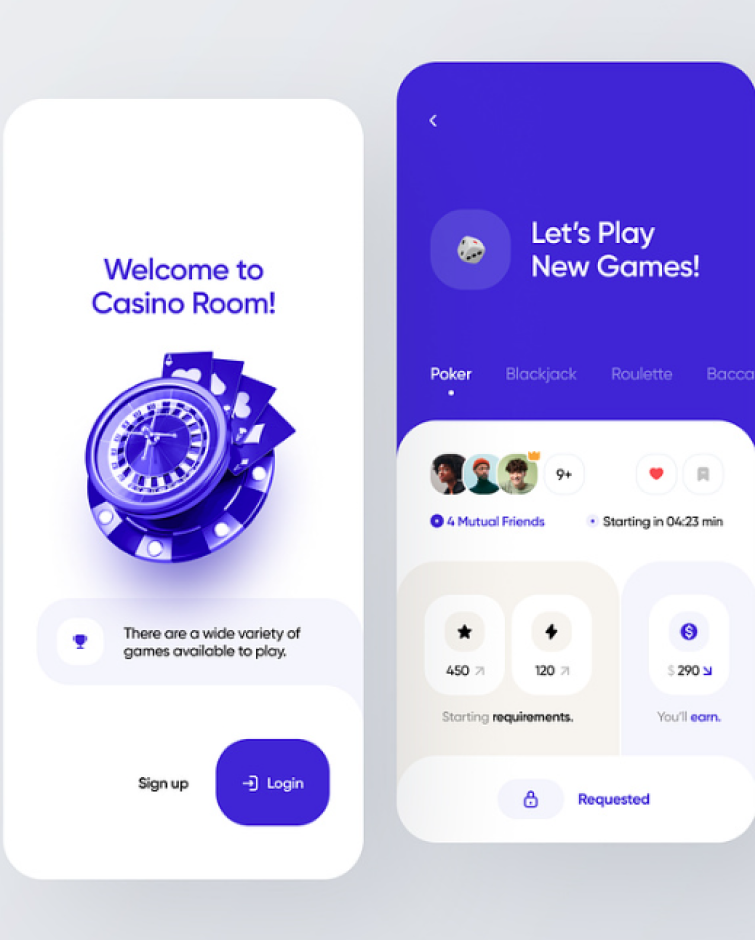 Welcome to
Casino Room!
There are a wide variety of
games available to play.
Sign up
Login
Let's Play
New Games!
Poker Blackjack Roulette Bacca
9+
4 Mutual Friends
Starting in 04:23 min
450
120
Starting requirements.
$ 290
You'll earn.
Requested